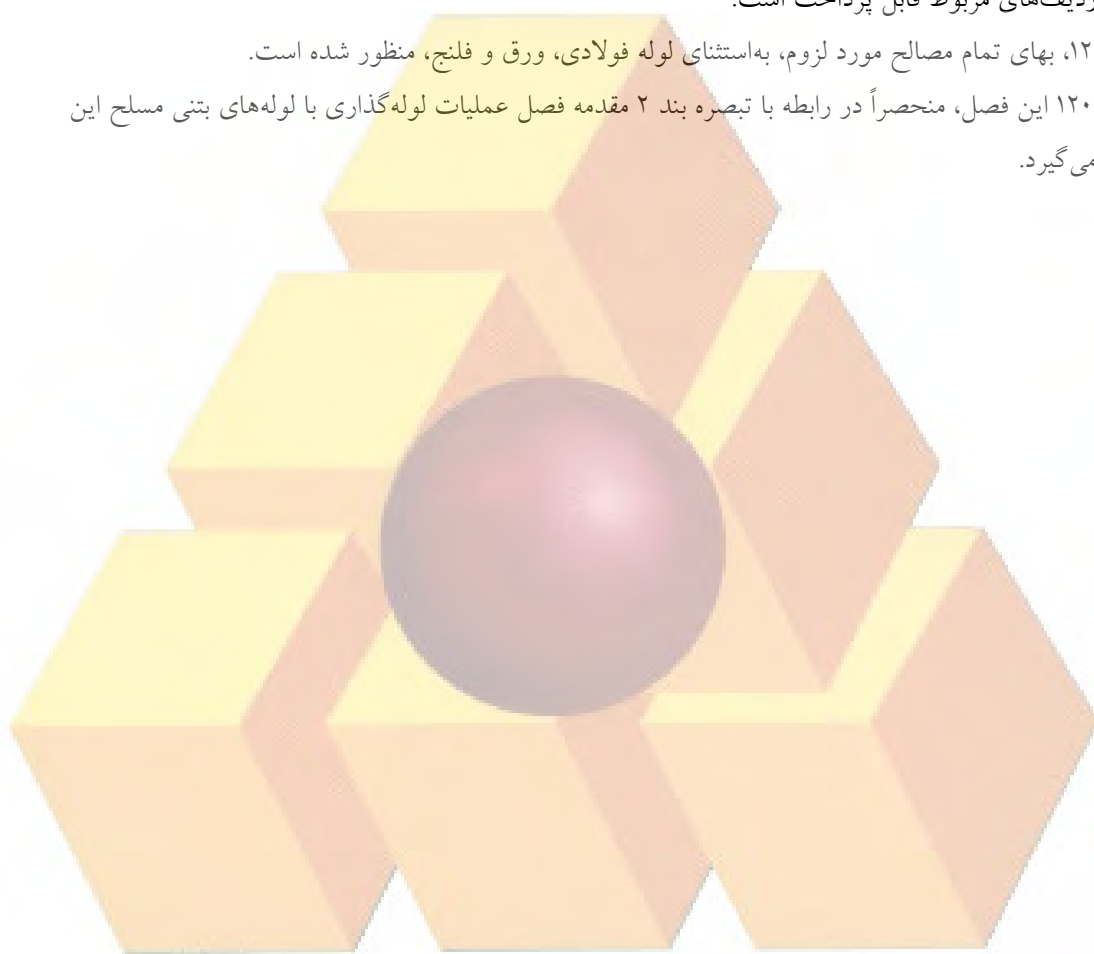 ردیف‌های مربوط قابل پرداخت است.
۱۲، بهای تمام مصالح مورد لزوم، به‌استثنای لوله فولادی، ورق و فلنج، منظور شده است.
۱۲۰ این فصل، منحصراً در رابطه با تبصره بند ۲ مقدمه فصل عملیات لوله‌گذاری با لوله‌های بتنی مسلح این
می‌گیرد.